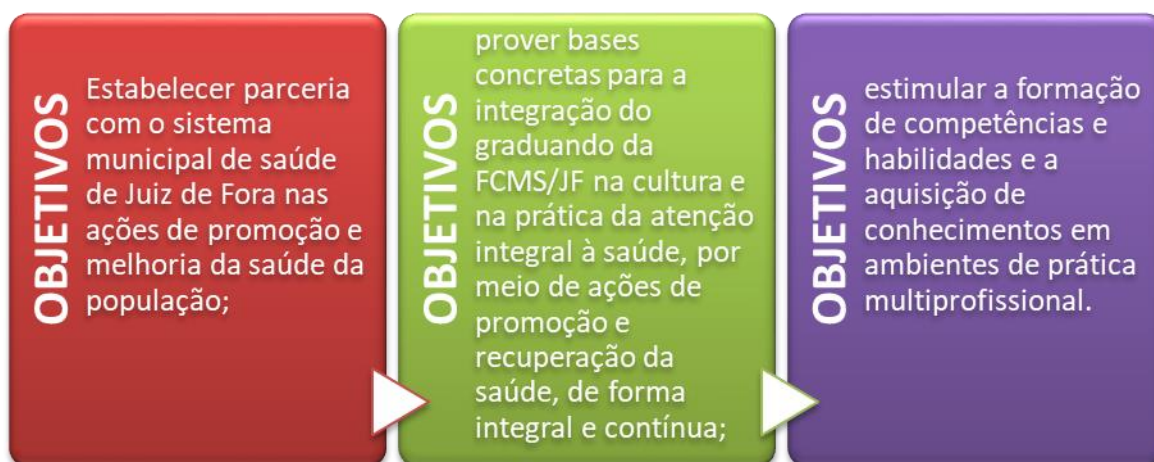 OBJETIVOS
Estabelecer parceria
com o sistema
municipal de saúde
de Juiz de Fora nas
ações de promoção e
melhoria da saúde da
população;
OBJETIVOS
prover bases
concretas para a
integração do
graduando da
FCMS/JF na cultura e
na prática da atenção
integral à saúde, por
meio de ações de
promoção e
recuperação da
saúde, de forma
integral e contínua;
OBJETIVOS
estimular a formação
de competências e
habilidades e a
aquisição de
conhecimentos em
ambientes de prática
multiprofissional.